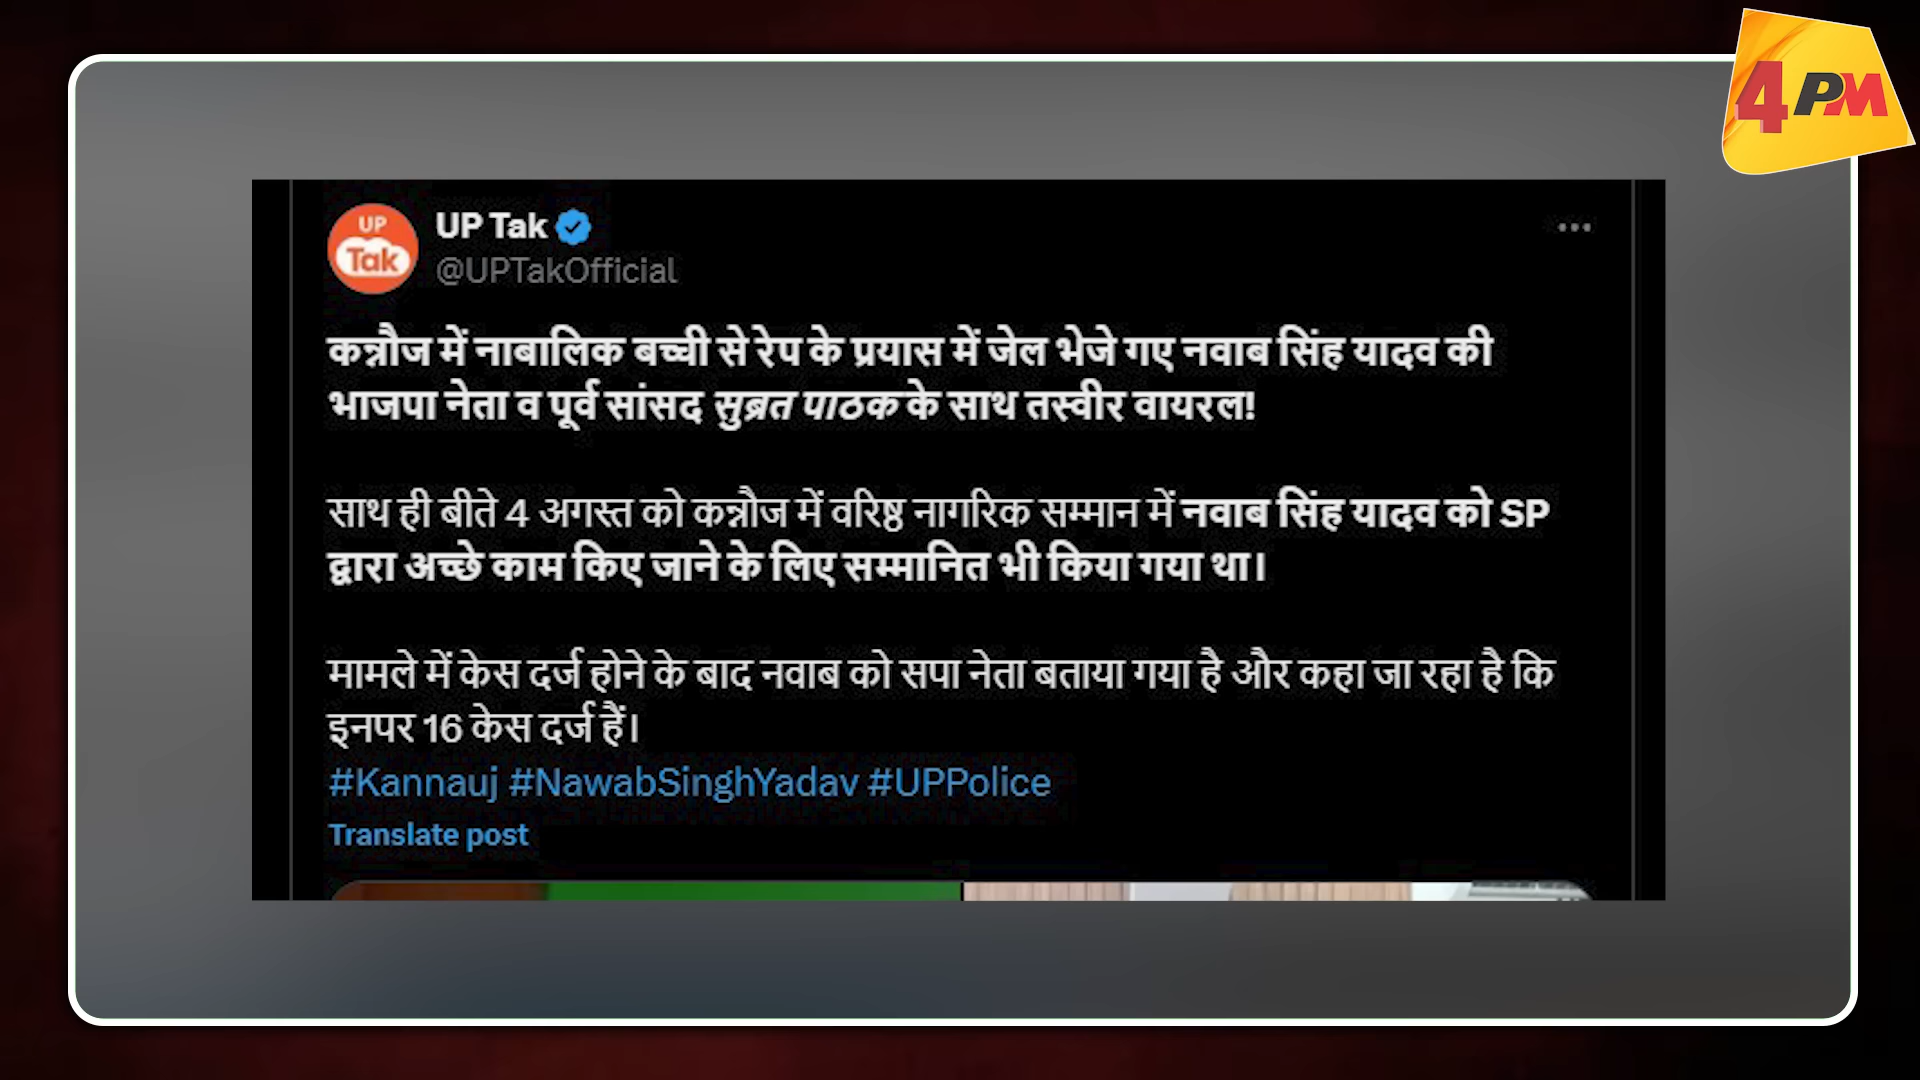 4PM
UP
Tak
UP Tak
@UPTakOfficial
कन्नौज में नाबालिक बच्ची से रेप के प्रयास में जेल भेजे गए नवाब सिंह यादव की
भाजपा नेता व पूर्व सांसद सुब्रत पाठक के साथ तस्वीर वायरल!
साथ ही बीते 4 अगस्त को कन्नौज में वरिष्ठ नागरिक सम्मान में नवाब सिंह यादव को SP
द्वारा अच्छे काम किए जाने के लिए सम्मानित भी किया गया था।
मामले में केस दर्ज होने के बाद नवाब को सपा नेता बताया गया है और कहा जा रहा है कि
इनपर 16 केस दर्ज हैं।
#Kannauj #NawabSinghYadav #UPPolice
Translate post